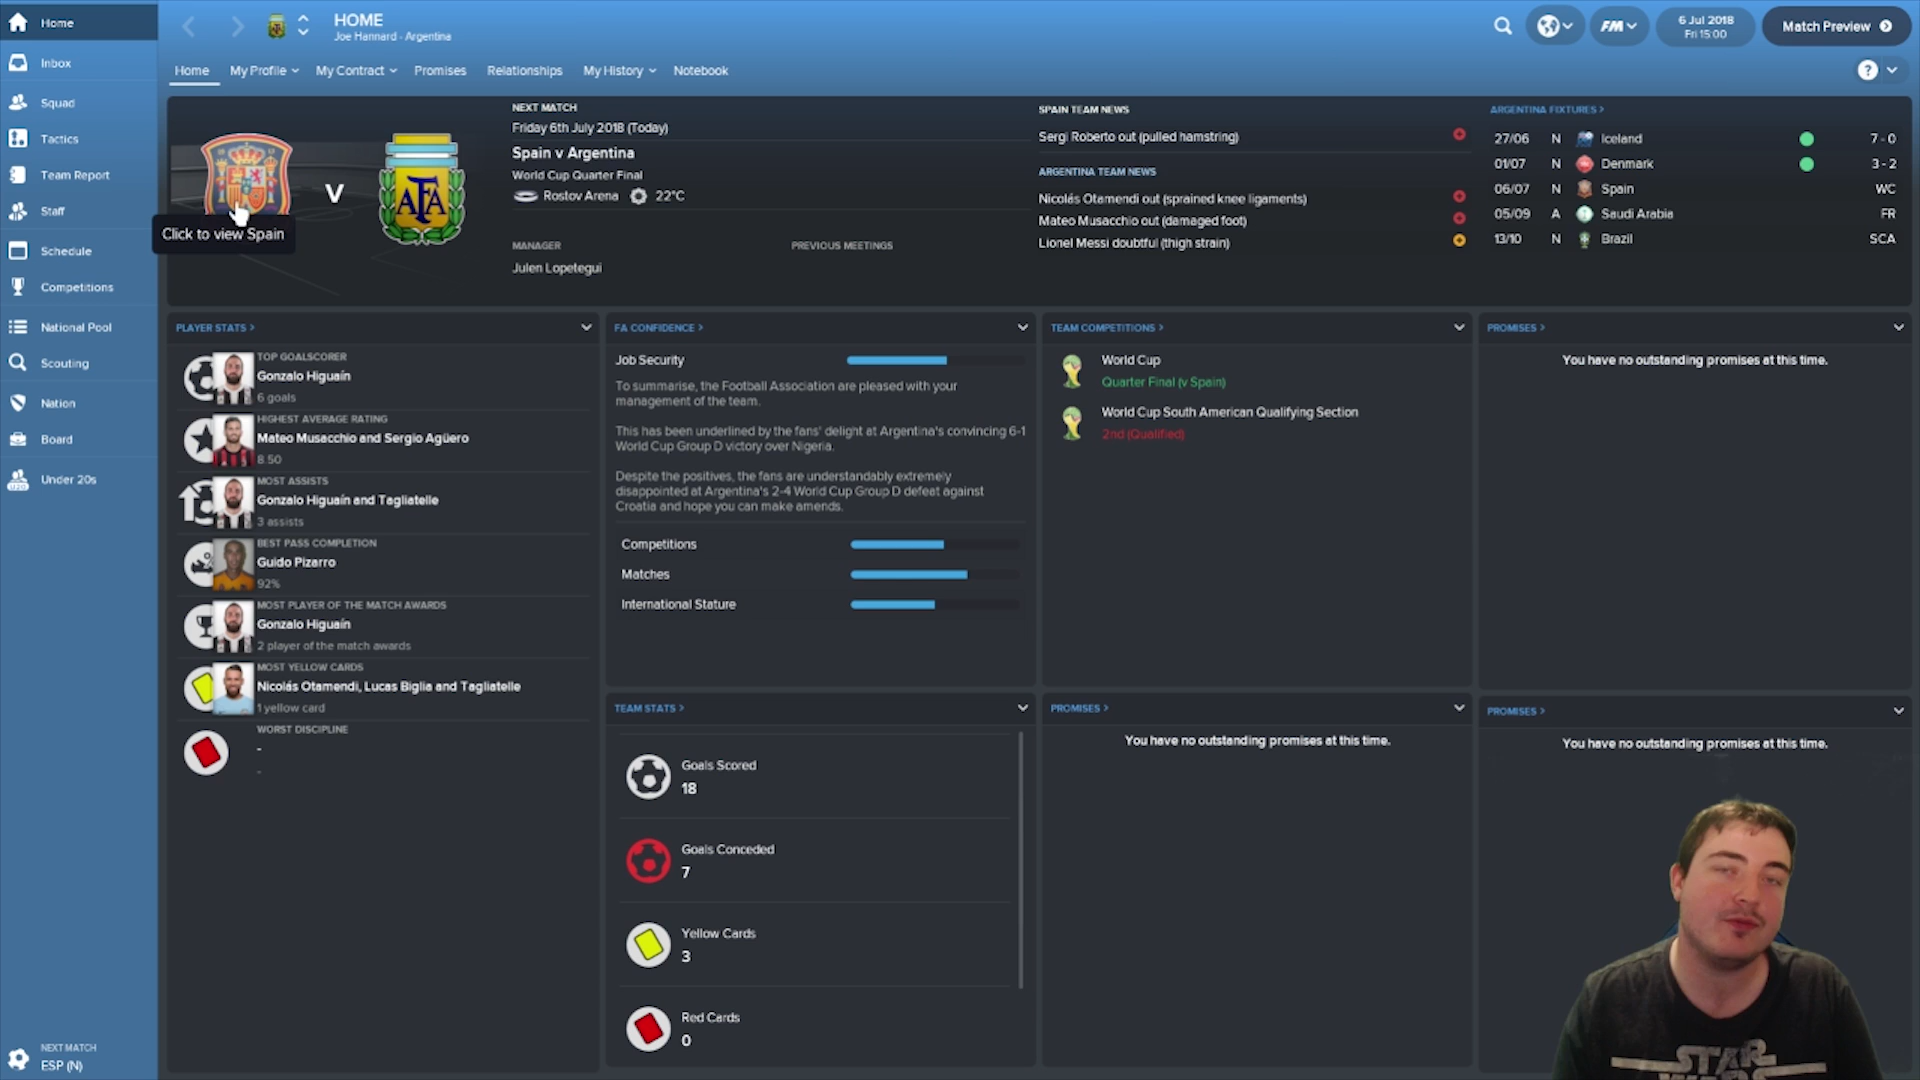 Home
Inbox
Squad
Tactics
Team Report
Staff
Schedule
Competitions
National Pool
Scouting
Nation
Board
Under 20s
NEXT MATCH
ESP (N)
HOME
Joe Hannard - Argentina
FM
6 Jul 2018
Fri 15:00
Match Preview
Home
My Profile
My Contract
Promises
Relationships
My History
Notebook
?
V
AFA
Click to view Spain
NEXT MATCH
Friday 6th July 2018 (Today)
Spain v Argentina
World Cup Quarter Final
Rostov Arena 22°C
MANAGER
Julen Lopetegui
PREVIOUS MEETINGS
SPAIN TEAM NEWS
Sergi Roberto out (pulled hamstring)
ARGENTINA TEAM NEWS
Nicolás Otamendi out (sprained knee ligaments)
Mateo Musacchio out (damaged foot)
Lionel Messi doubtful (thigh strain)
ARGENTINA FIXTURES >
27/06 N Iceland 7 - 0
01/07 N Denmark 3 - 2
06/07 N Spain WC
05/09 A Saudi Arabia FR
13/10 N Brazil SCA
PLAYER STATS >
TOP GOALSCORER
Gonzalo Higuaín
6 goals
HIGHEST AVERAGE RATING
Mateo Musacchio and Sergio Agüero
8.50
MOST ASSISTS
Gonzalo Higuaín and Tagliatelle
3 assists
BEST PASS COMPLETION
Guido Pizarro
92%
MOST PLAYER OF THE MATCH AWARDS
Gonzalo Higuaín
2 player of the match awards
MOST YELLOW CARDS
Nicolás Otamendi, Lucas Biglia and Tagliatelle
1 yellow card
WORST DISCIPLINE
-
-
FA CONFIDENCE >
Job Security
To summarise, the Football Association are pleased with your
management of the team.
This has been underlined by the fans' delight at Argentina's convincing 6-1
World Cup Group D victory over Nigeria.
Despite the positives, the fans are understandably extremely
disappointed at Argentina's 2-4 World Cup Group D defeat against
Croatia and hope you can make amends.
Competitions
Matches
International Stature
TEAM STATS >
Goals Scored
18
Goals Conceded
7
Yellow Cards
3
Red Cards
0
TEAM COMPETITIONS >
World Cup
Quarter Final (v Spain)
World Cup South American Qualifying Section
2nd (Qualified)
PROMISES >
You have no outstanding promises at this time.
PROMISES >
You have no outstanding promises at this time.
PROMISES >
You have no outstanding promises at this time.
STAR
WARS